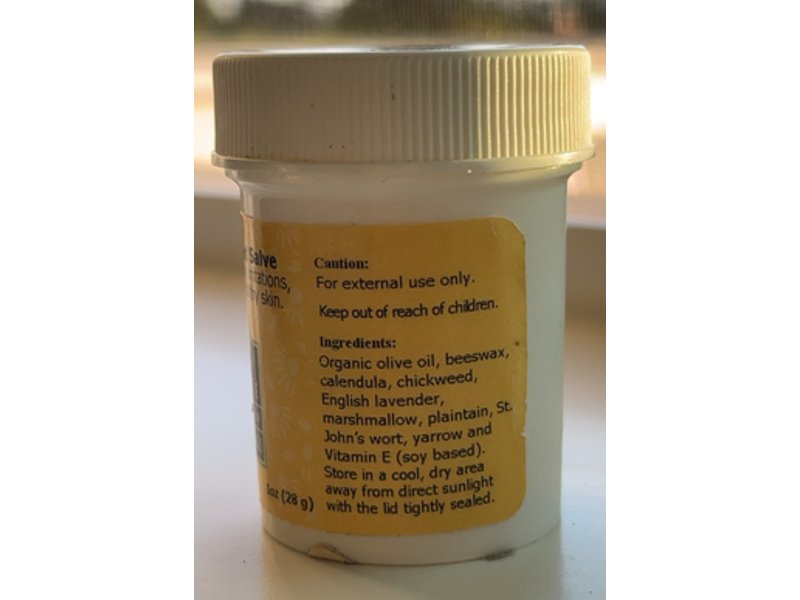 Salve
Caution:
For external use only.
skin.
Keep out of reach of children.
Ingredients:
Organic olive oil, beeswax,
calendula, chickweed,
English lavender,
marshmallow, plaintain, St.
John's wort, yarrow and
Vitamin E (soy based).
Store in a cool, dry area
away from direct sunlight
with the lid tightly sealed.
(28 g)